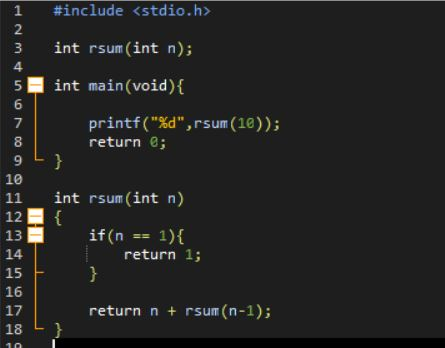 1 #include <stdio.h>
2
3 int rsum(int n);
4
5 int main(void){
6
7 printf("%d",rsum(10));
8 return 0;
9 }
10
11 int rsum(int n)
12 {
13 if(n == 1){
14 return 1;
15 }
16
17 return n + rsum(n-1);
18 }
19